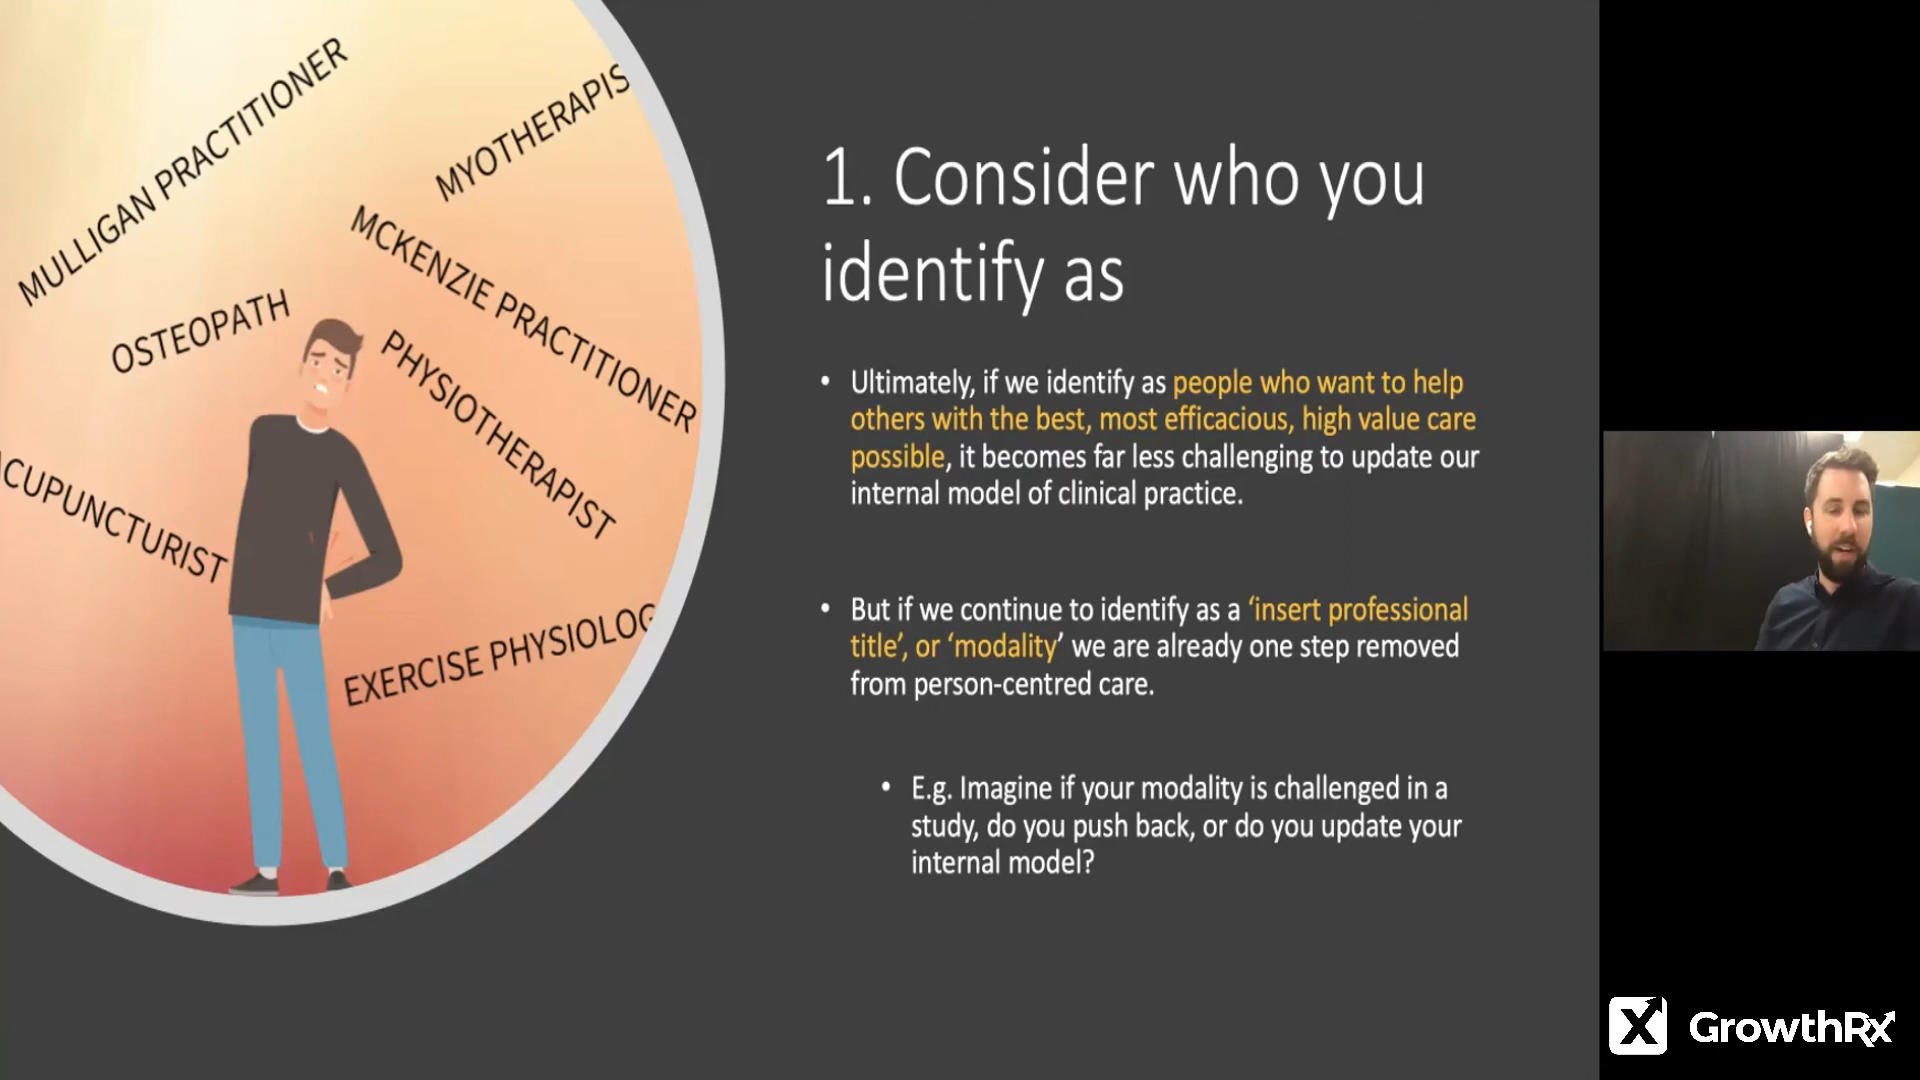 MULLIGAN PRACTITIONER
MYOTHERAPIS
MCKENZIE PRACTITIONER
OSTEOPATH
PHYSIOTHERAPIST
CUPUNCTURIST
EXERCISE PHYSIOLOG
1. Consider who you
identify as
• Ultimately, if we identify as people who want to help
others with the best, most efficacious, high value care
possible, it becomes far less challenging to update our
internal model of clinical practice.
• But if we continue to identify as a ‘insert professional
title’, or ‘modality’ we are already one step removed
from person-centred care.
• E.g. Imagine if your modality is challenged in a
study, do you push back, or do you update your
internal model?
X GrowthRx